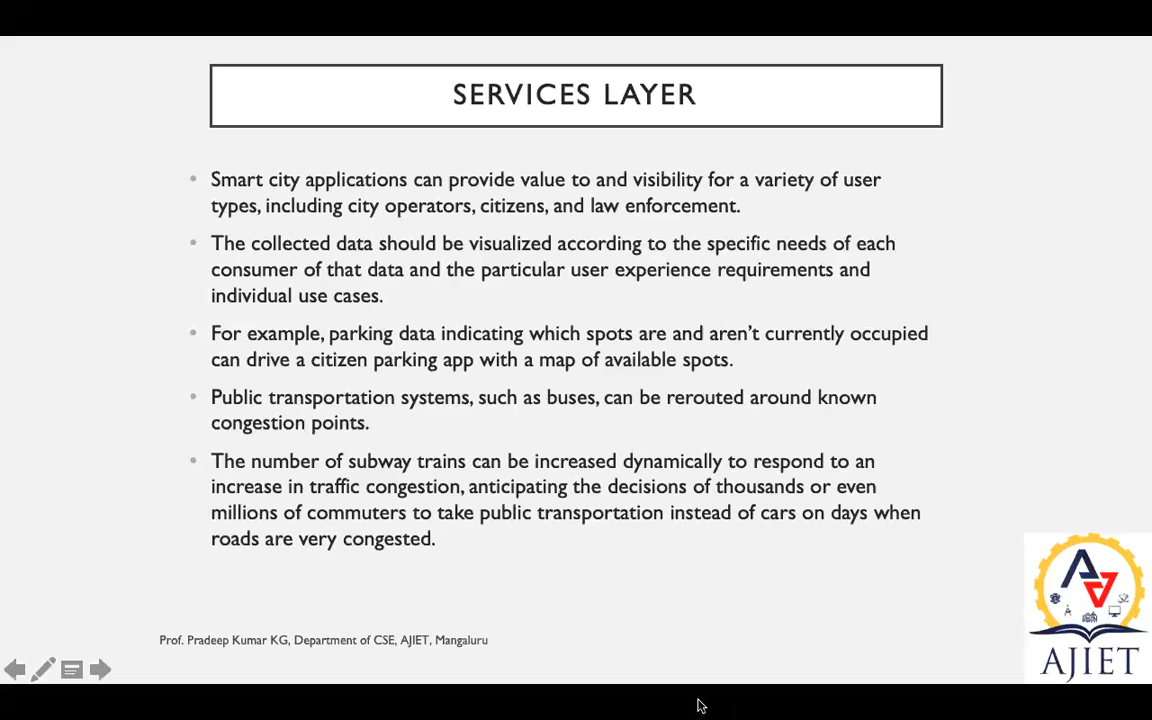 SERVICES LAYER
Smart city applications can provide value to and visibility for a variety of user
types, including city operators, citizens, and law enforcement.
The collected data should be visualized according to the specific needs of each
consumer of that data and the particular user experience requirements and
individual use cases.
For example, parking data indicating which spots are and aren’t currently occupied
can drive a citizen parking app with a map of available spots.
Public transportation systems, such as buses, can be rerouted around known
congestion points.
The number of subway trains can be increased dynamically to respond to an
increase in traffic congestion, anticipating the decisions of thousands or even
millions of commuters to take public transportation instead of cars on days when
roads are very congested.
Prof. Pradeep Kumar KG, Department of CSE, AJIET, Mangaluru
AJIET